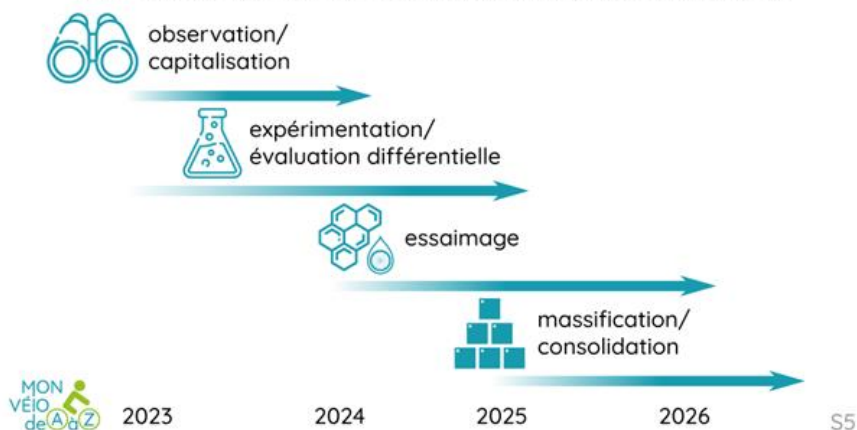 observation/
capitalisation
expérimentation/
évaluation différentielle
essaimage
massification/
consolidation
MON
VÉlO
de A à Z
2023 2024 2025 2026 S5